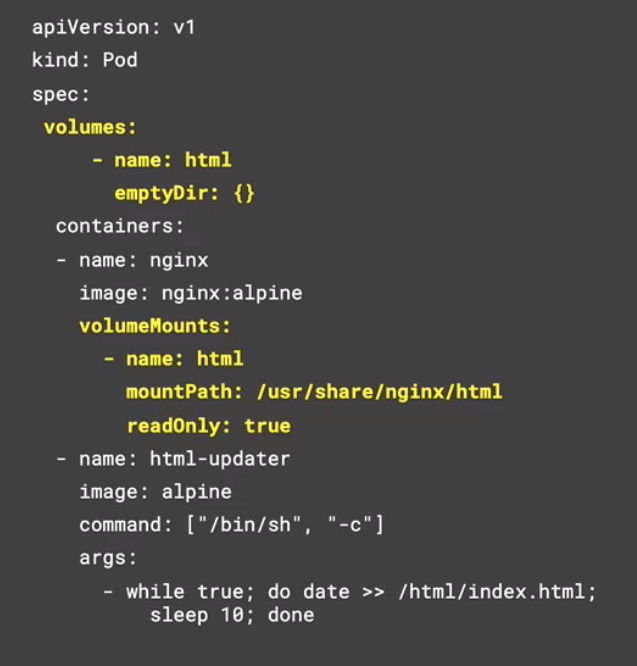 apiVersion: v1
kind: Pod
spec:
 volumes:
     - name: html
       emptyDir: {}
  containers:
  - name: nginx
    image: nginx:alpine
    volumeMounts:
      - name: html
        mountPath: /usr/share/nginx/html
        readOnly: true
  - name: html-updater
    image: alpine
    command: ["/bin/sh", "-c"]
    args:
      - while true; do date >> /html/index.html;
          sleep 10; done